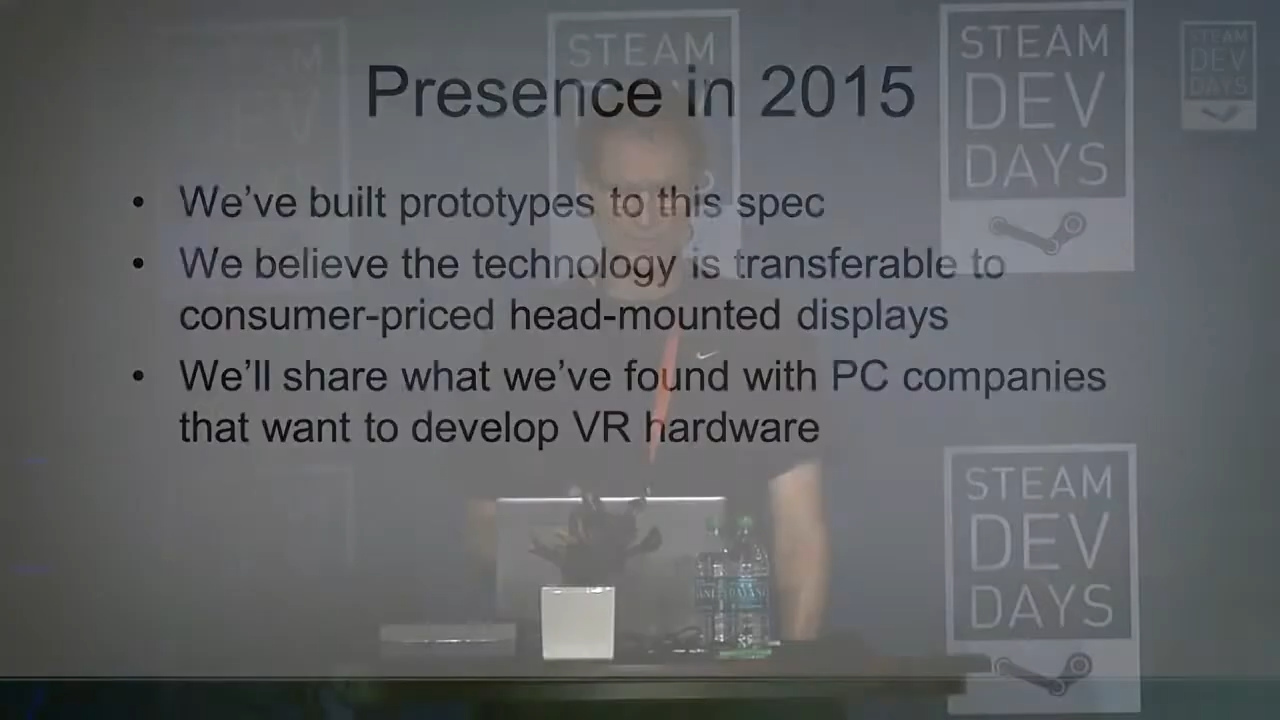 Presence in 2015
• We've built prototypes to this spec
• We believe the technology is transferable to
consumer-priced head-mounted displays
• We'll share what we've found with PC companies
that want to develop VR hardware
STEAM
STEAM
DEV
DAYS
STEAM
DEV
DAYS
STEAM
DEV
DAYS